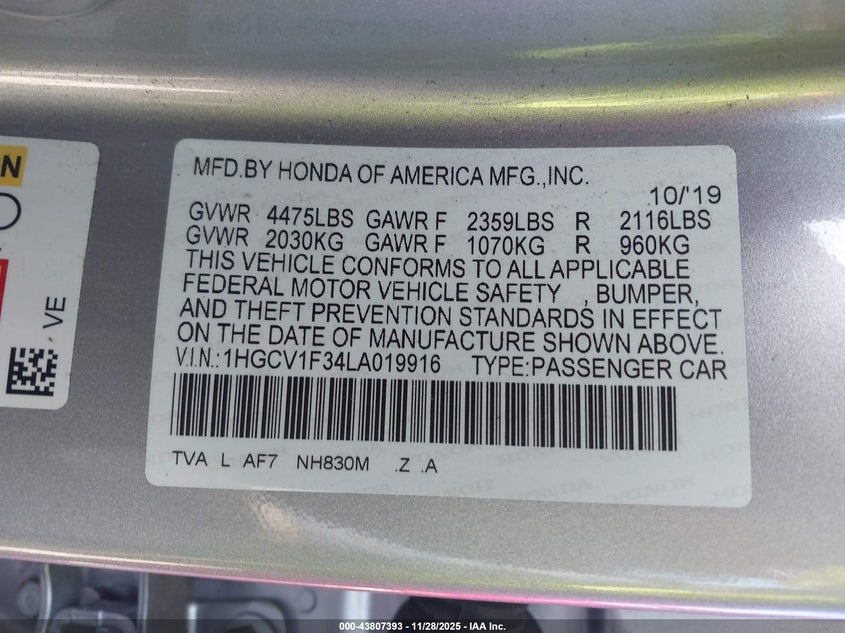 MFD.BY HONDA OF AMERICA MFG.,INC.
10/'19
GVWR 4475LBS GAWR F 2359LBS R 2116LBS
GVWR 2030KG GAWR F 1070KG R 960KG
THIS VEHICLE CONFORMS TO ALL APPLICABLE
FEDERAL MOTOR VEHICLE SAFETY , BUMPER,
AND THEFT PREVENTION STANDARDS IN EFFECT
ON THE DATE OF MANUFACTURE SHOWN ABOVE.
V.I.N.:1HGCV1F34LA019916 TYPE:PASSENGER CAR
TVA L AF7 NH830M .Z .A
VE
000-43807393 - 11/28/2025 - IAA Inc.